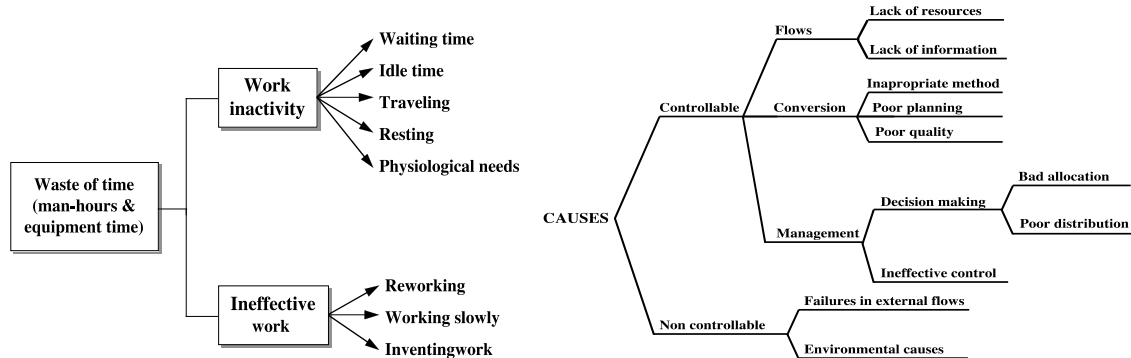 Waste of time
(man-hours &
equipment time)
Work
inactivity
Waiting time
Idle time
Traveling
Resting
Physiological needs
Ineffective
work
Reworking
Working slowly
Inventingwork
CAUSES
Controllable
Flows
Lack of resources
Lack of information
Conversion
Inapropriate method
Poor planning
Poor quality
Management
Decision making
Bad allocation
Poor distribution
Ineffective control
Non controllable
Failures in external flows
Environmental causes